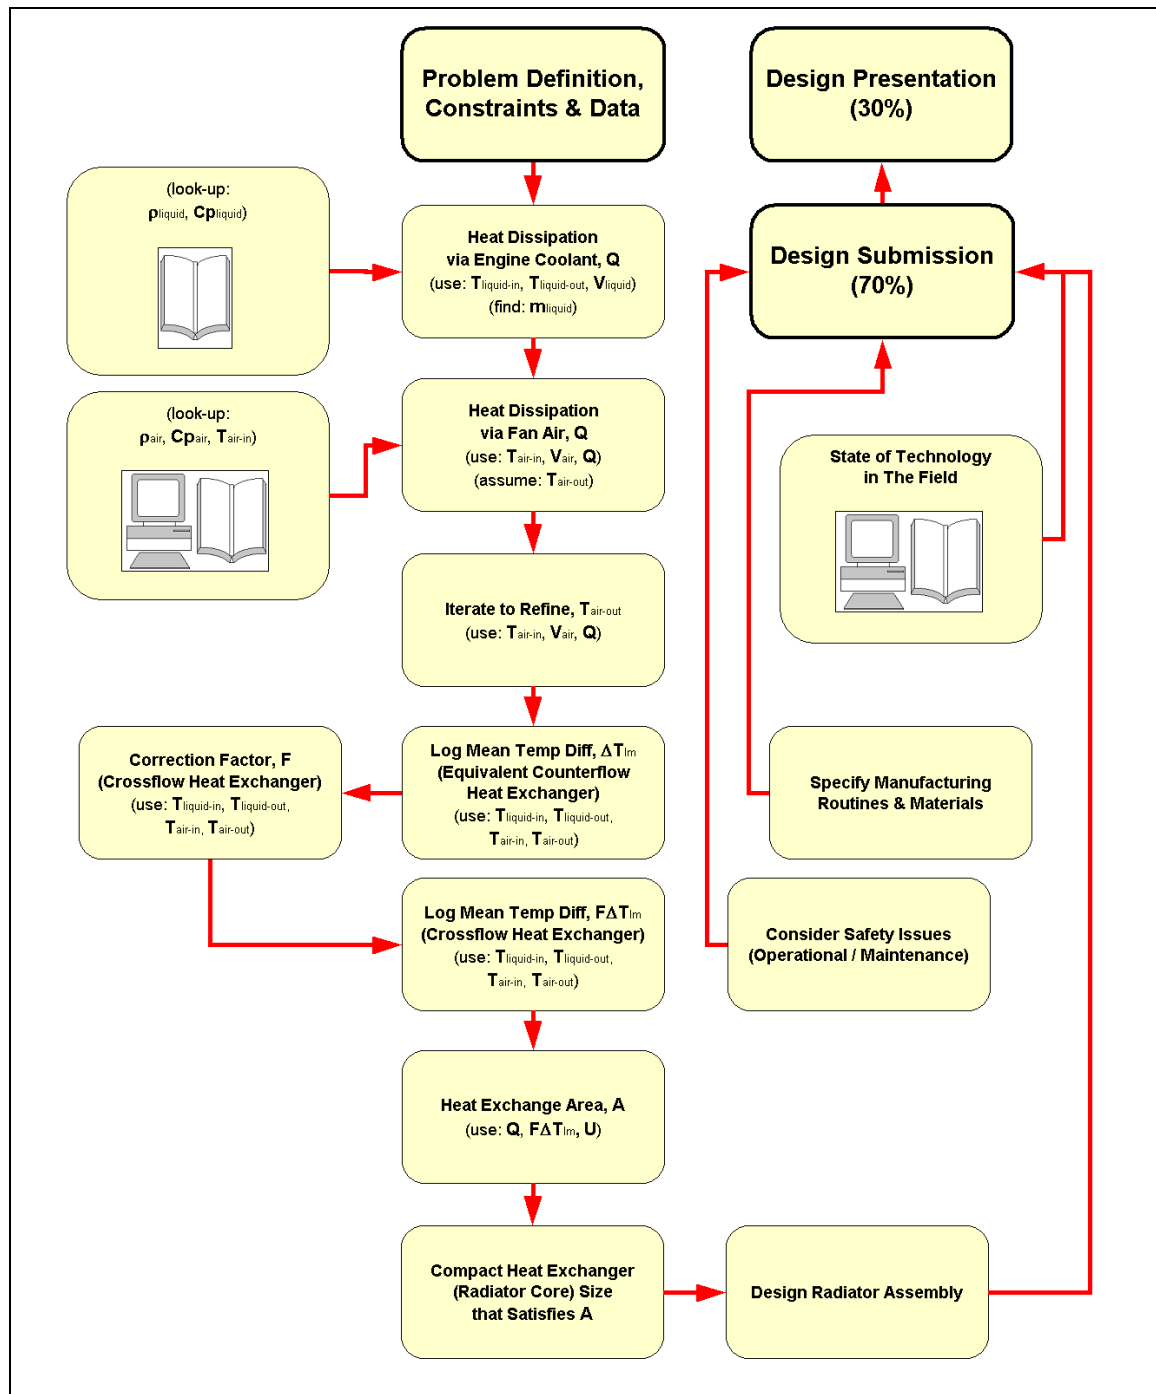 Problem Definition,
Constraints & Data
(look-up:
ρliquid, Cpliquid)
Heat Dissipation
via Engine Coolant, Q
(use: Tliquid-in, Tliquid-out, Vliquid)
(find: mliquid)
(look-up:
ρair, Cpair, Tair-in)
Heat Dissipation
via Fan Air, Q
(use: Tair-in, Vair, Q)
(assume: Tair-out)
Iterate to Refine, Tair-out
(use: Tair-in, Vair, Q)
Log Mean Temp Diff, ΔTlm
(Equivalent Counterflow
Heat Exchanger)
(use: Tliquid-in, Tliquid-out,
Tair-in, Tair-out)
Correction Factor, F
(Crossflow Heat Exchanger)
(use: Tliquid-in, Tliquid-out,
Tair-in, Tair-out)
Log Mean Temp Diff, FΔTlm
(Crossflow Heat Exchanger)
(use: Tliquid-in, Tliquid-out,
Tair-in, Tair-out)
Heat Exchange Area, A
(use: Q, FΔTlm, U)
Compact Heat Exchanger
(Radiator Core) Size
that Satisfies A
Design Radiator Assembly
Consider Safety Issues
(Operational / Maintenance)
Specify Manufacturing
Routines & Materials
State of Technology
in The Field
Design Submission
(70%)
Design Presentation
(30%)